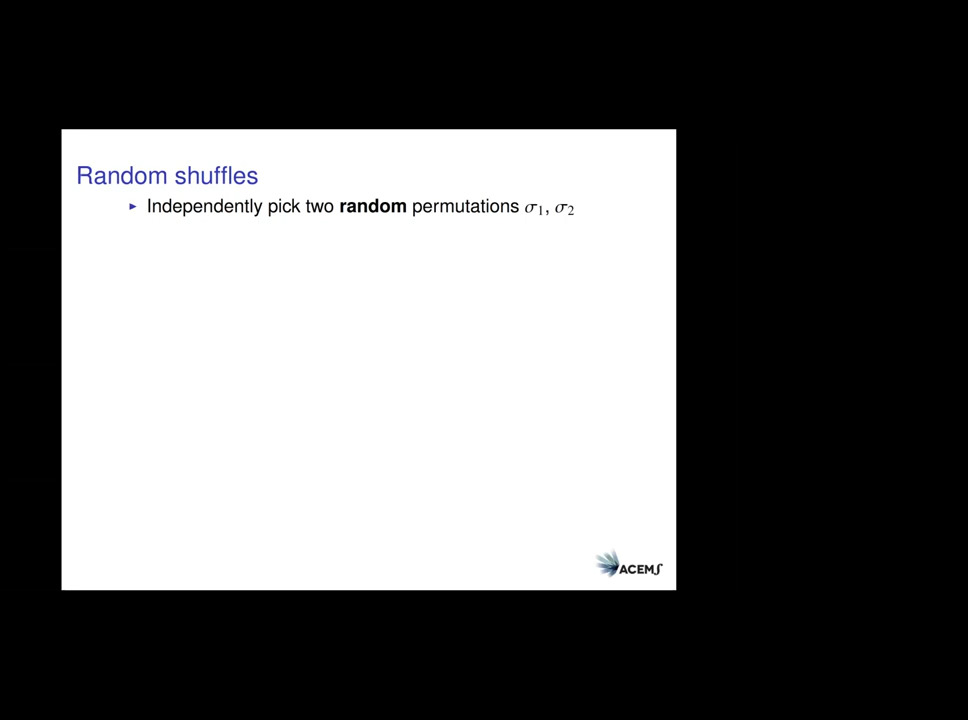 Random shuffles
▸ Independently pick two random permutations σ₁, σ₂
ACEMS